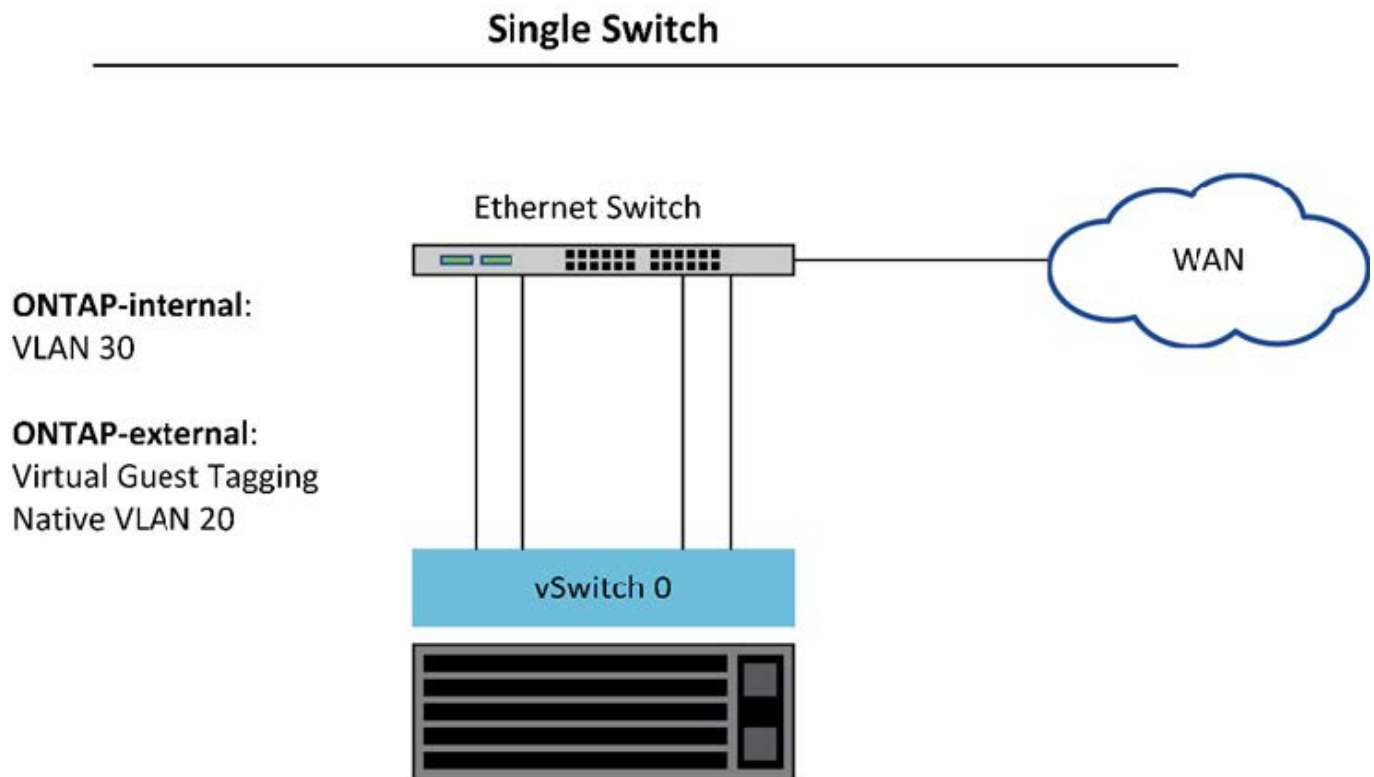 Single Switch
Ethernet Switch
WAN
ONTAP-internal:
VLAN 30
ONTAP-external:
Virtual Guest Tagging
Native VLAN 20
vSwitch 0